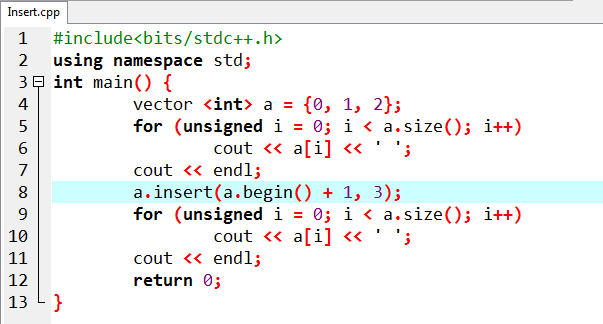 Insert.cpp
1 #include<bits/stdc++.h>
2 using namespace std;
3 int main() {
4 vector <int> a = {0, 1, 2};
5 for (unsigned i = 0; i < a.size(); i++)
6 cout << a[i] << ' ';
7 cout << endl;
8 a.insert(a.begin() + 1, 3);
9 for (unsigned i = 0; i < a.size(); i++)
10 cout << a[i] << ' ';
11 cout << endl;
12 return 0;
13 }